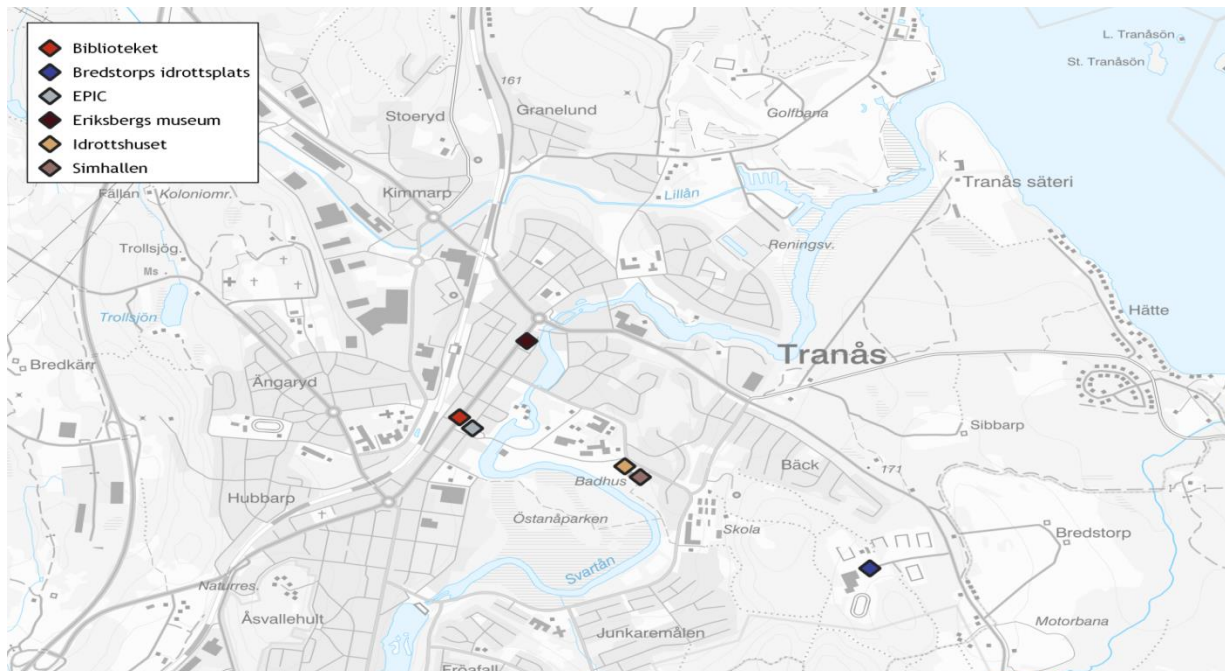 Biblioteket
Bredstorps idrottsplats
EPIC
Eriksbergs museum
Idrottshuset
Simhallen
L. Tranåsön
St. Tranåsön
161
Granelund
Stoeryd
Golfbana
K
Tranås säteri
Kimmarp
Fällan
Koloniomr.
Lillån
Trollsjög.
Ms
Reningsv.
Trollsjön
Hätte
Bredkärr
Tranås
Ängaryd
Sibbarp
Bäck
171
Hubbarp
Badhus
Östanåparken
Skola
Bredstorp
Svartån
Naturres.
Åsvallehult
Junkaremålen
Motorbana
Fröafall